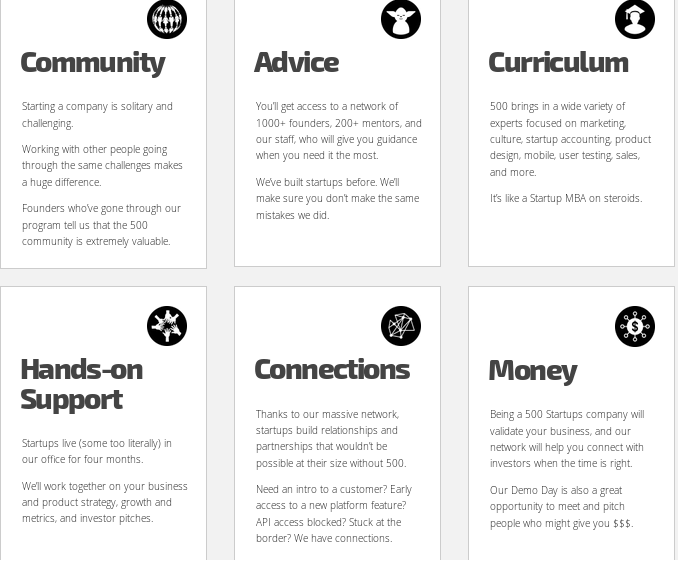 Community
Starting a company is solitary and
challenging.
Working with other people going
through the same challenges makes
a huge difference.
Founders who've gone through our
program tell us that the 500
community is extremely valuable.
Advice
You'll get access to a network of
1000+ founders, 200+ mentors, and
our staff, who will give you guidance
when you need it the most.
We've built startups before. We'll
make sure you don't make the same
mistakes we did.
Curriculum
500 brings in a wide variety of
experts focused on marketing,
culture, startup accounting, product
design, mobile, user testing, sales,
and more.
It's like a Startup MBA on steroids.
Hands-on
Support
Startups live (some too literally) in
our office for four months.
We'll work together on your business
and product strategy, growth and
metrics, and investor pitches.
Connections
Thanks to our massive network,
startups build relationships and
partnerships that wouldn't be
possible at their size without 500.
Need an intro to a customer? Early
access to a new platform feature?
API access blocked? Stuck at the
border? We have connections.
$
Money
Being a 500 Startups company will
validate your business, and our
network will help you connect with
investors when the time is right.
Our Demo Day is also a great
opportunity to meet and pitch
people who might give you $$$.